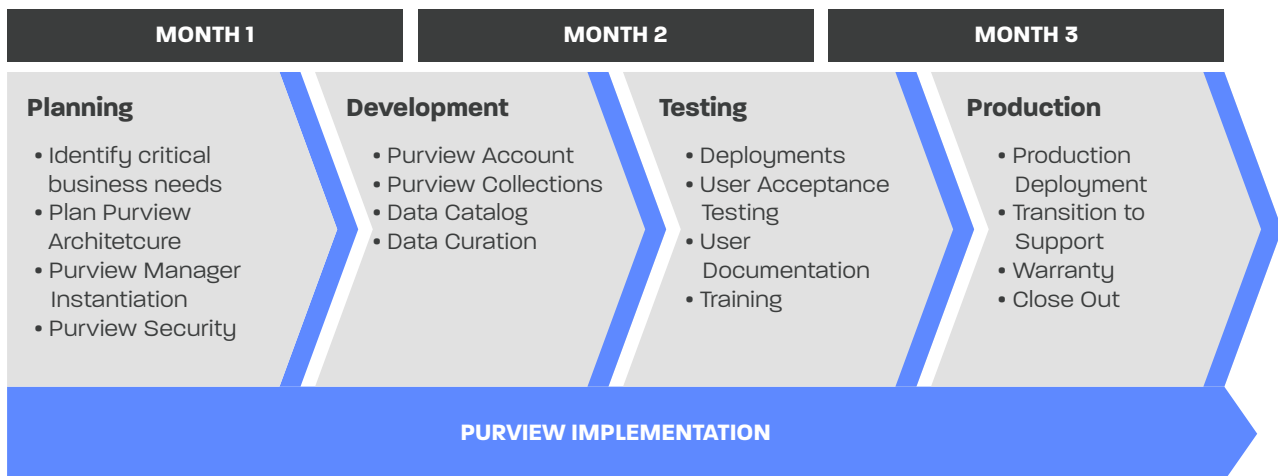 MONTH 1
MONTH 2
MONTH 3
Planning
• Identify critical
business needs
• Plan Purview
Architetcure
• Purview Manager
Instantiation
• Purview Security
Development
• Purview Account
• Purview Collections
• Data Catalog
• Data Curation
Testing
• Deployments
• User Acceptance
Testing
• User
Documentation
• Training
Production
• Production
Deployment
• Transition to
Support
• Warranty
• Close Out
PURVIEW IMPLEMENTATION